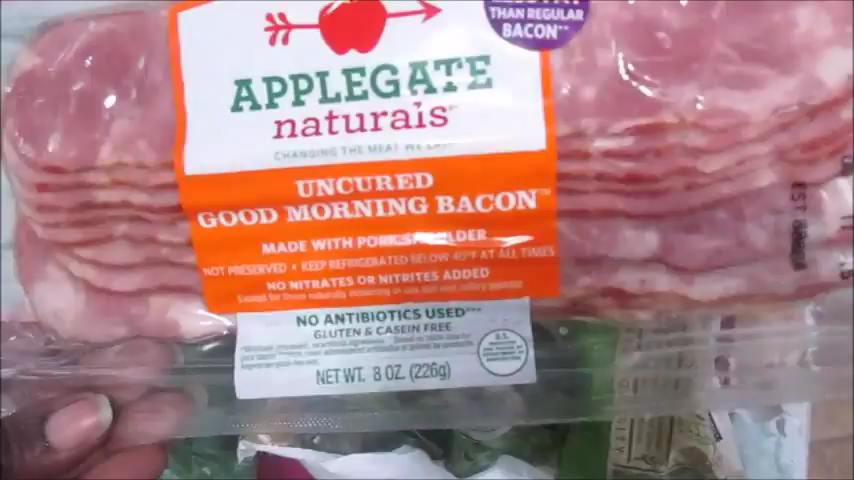 THAN REGULAR
BACON**
APPLEGATE
naturals™
CHANGING THE MEAT WE
UNCURED
GOOD MORNING BACON™
MADE WITH PORK SHOULDER
NOT PRESERVED • KEEP REFRIGERATED BELOW 40°F AT ALL TIMES
NO NITRATES OR NITRITES ADDED
NO ANTIBIOTICS USED***
GLUTEN & CASEIN FREE
NET WT. 8 OZ. (226g)